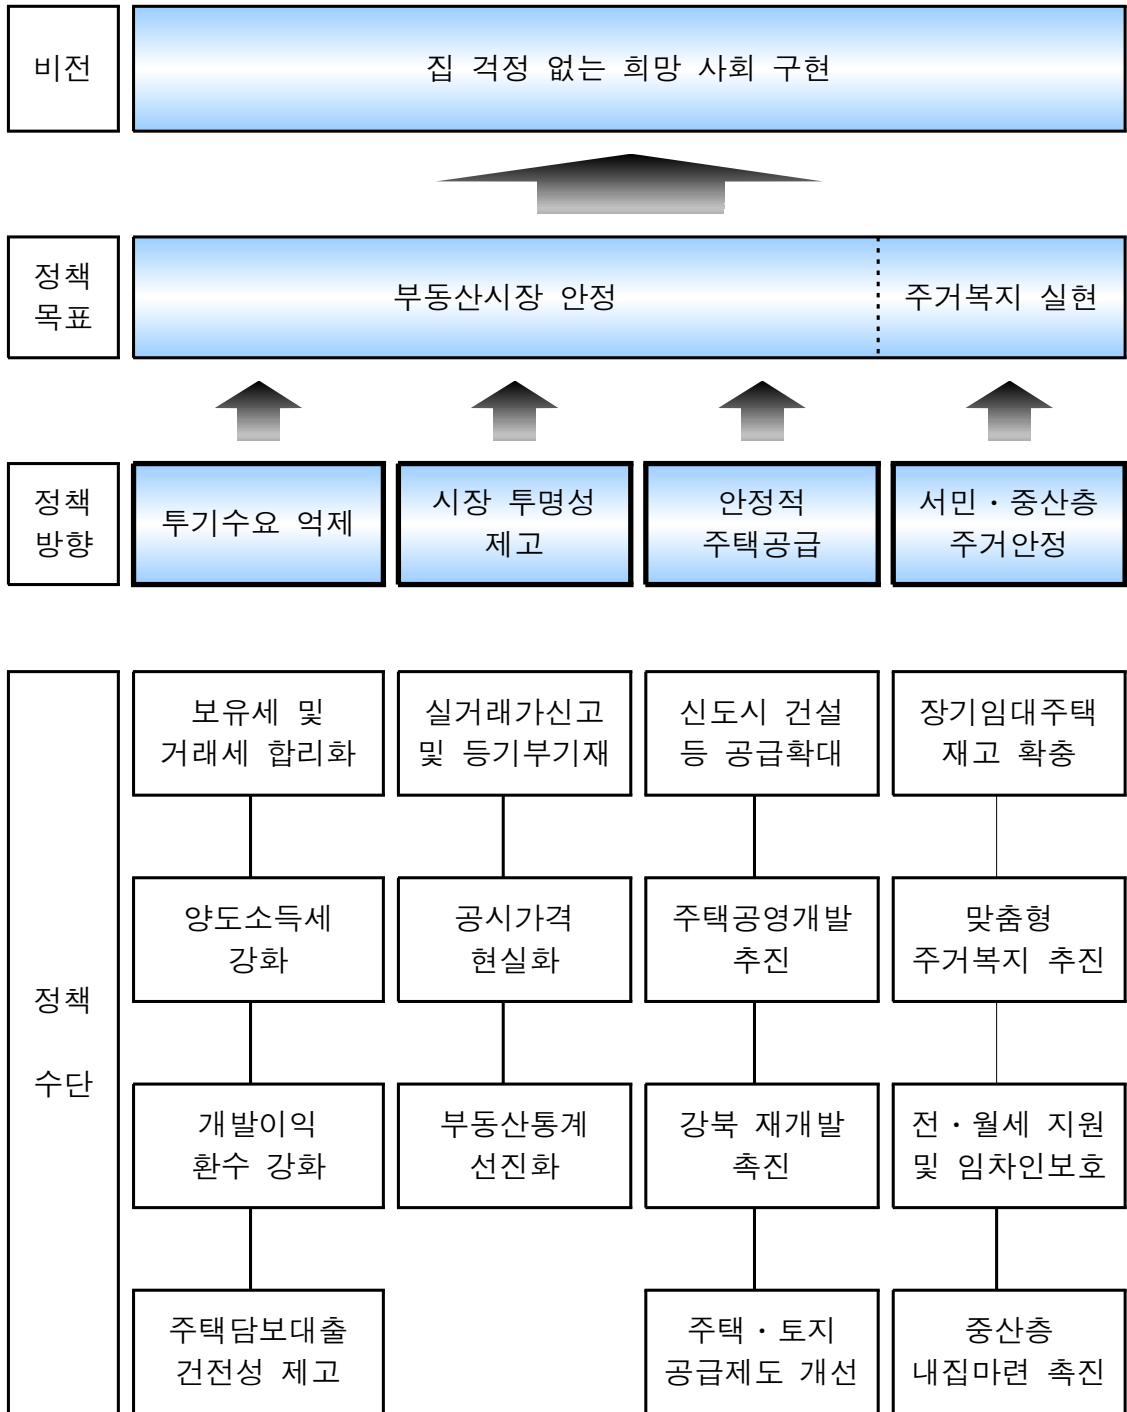 비전
집 걱정 없는 희망 사회 구현
정책
목표
부동산시장 안정
주거복지 실현
정책
방향
투기수요 억제
시장 투명성
제고
안정적
주택공급
서민·중산층
주거안정
정책
수단
보유세 및
거래세 합리화
실거래가신고
및 등기부기재
신도시 건설
등 공급확대
장기임대주택
재고 확충
양도소득세
강화
공시가격
현실화
주택공영개발
추진
맞춤형
주거복지 추진
개발이익
환수 강화
부동산통계
선진화
강북 재개발
촉진
전·월세 지원
및 임차인보호
주택담보대출
건전성 제고
주택·토지
공급제도 개선
중산층
내집마련 촉진